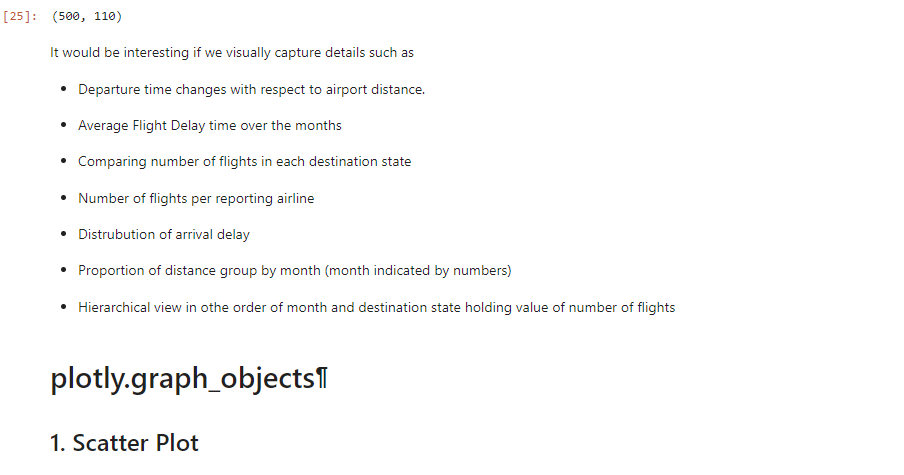 [25]: (500, 110)
It would be interesting if we visually capture details such as
• Departure time changes with respect to airport distance.
• Average Flight Delay time over the months
• Comparing number of flights in each destination state
• Number of flights per reporting airline
• Distrubution of arrival delay
• Proportion of distance group by month (month indicated by numbers)
• Hierarchical view in othe order of month and destination state holding value of number of flights
plotly.graph_objects¶
1. Scatter Plot